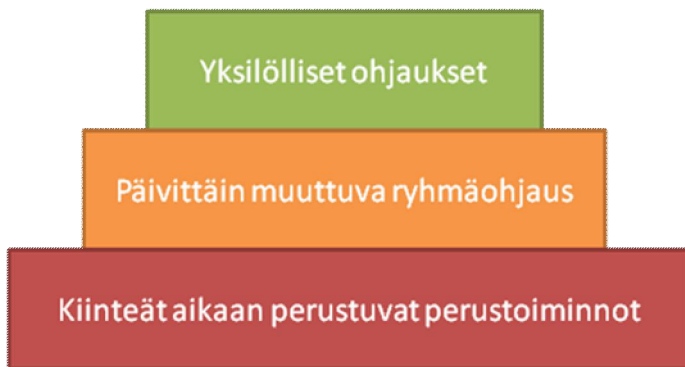 Yksilölliset ohjaukset
Päivittäin muuttuva ryhmäohjaus
Kiinteät aikaan perustuvat perustoiminnot